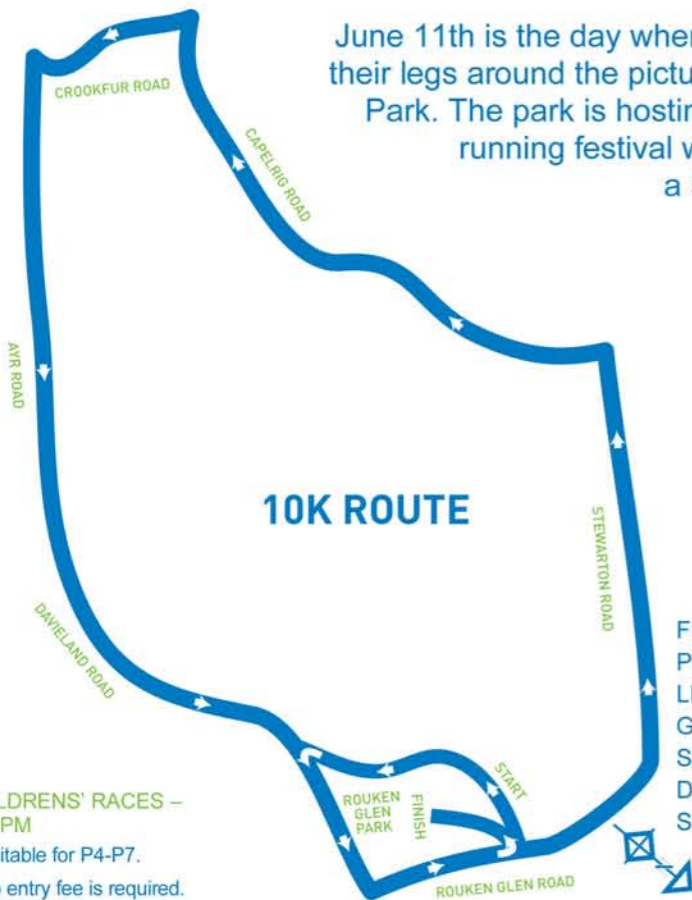 June 11th is the day when
their legs around the pictu
Park. The park is hostin
running festival w
a
CROOKFUR ROAD
CAPELRIG ROAD
AYR ROAD
10K ROUTE
STEWARTON ROAD
DAVIELAND ROAD
START
ROUKEN
GLEN
PARK
FINISH
ROUKEN GLEN ROAD
LDRENS' RACES –
PM
itable for P4-P7.
entry fee is required.
F
P
G
S
D
S